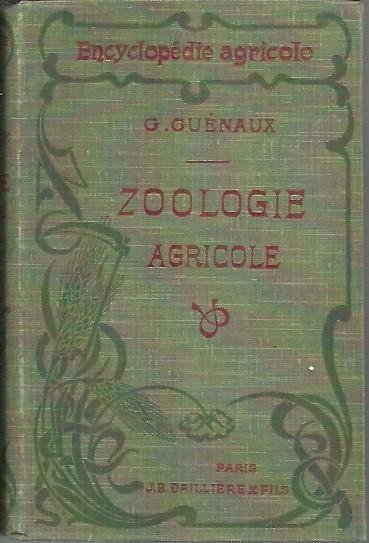 Encyclopédie agricole
G. GUÉNAUX
ZOOLOGIE
AGRICOLE
PARIS
J.B. BAILLIÈRE & FILS